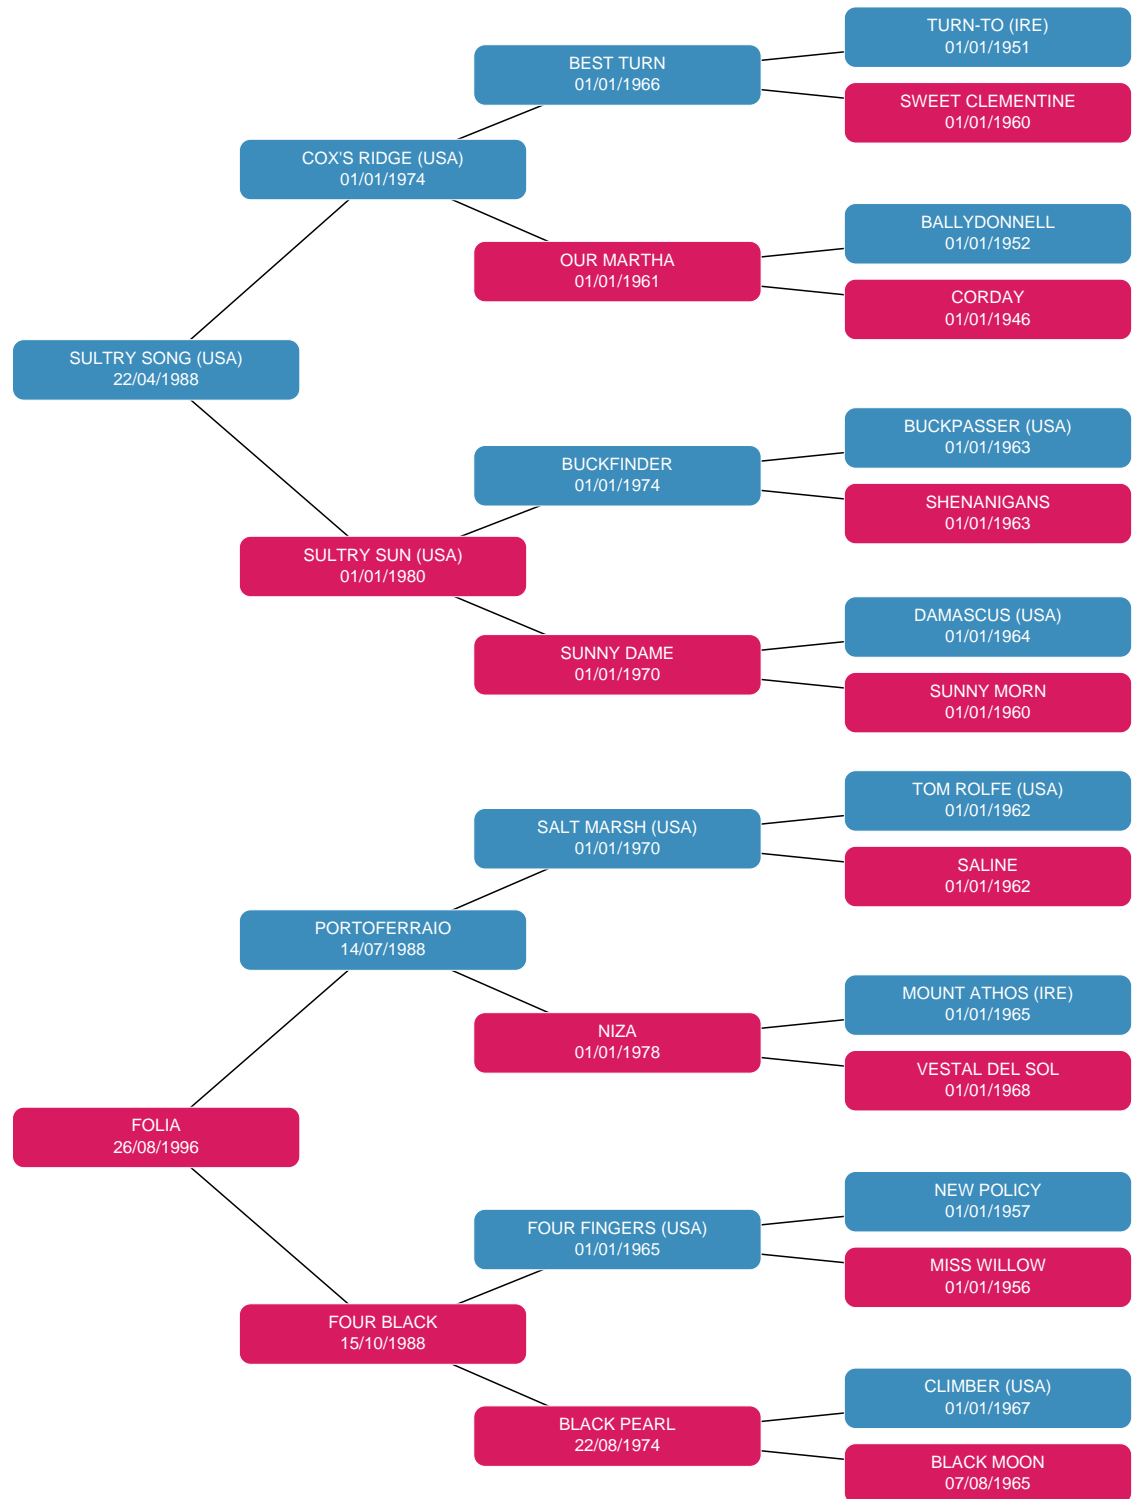 TURN-TO (IRE)
01/01/1951
BEST TURN
01/01/1966
SWEET CLEMENTINE
01/01/1960
COX'S RIDGE (USA)
01/01/1974
BALLYDONNELL
01/01/1952
OUR MARTHA
01/01/1961
CORDAY
01/01/1946
SULTRY SONG (USA)
22/04/1988
BUCKPASSER (USA)
01/01/1963
BUCKFINDER
01/01/1974
SHENANIGANS
01/01/1963
SULTRY SUN (USA)
01/01/1980
DAMASCUS (USA)
01/01/1964
SUNNY DAME
01/01/1970
SUNNY MORN
01/01/1960
TOM ROLFE (USA)
01/01/1962
SALT MARSH (USA)
01/01/1970
SALINE
01/01/1962
PORTOFERRAIO
14/07/1988
MOUNT ATHOS (IRE)
01/01/1965
NIZA
01/01/1978
VESTAL DEL SOL
01/01/1968
FOLIA
26/08/1996
NEW POLICY
01/01/1957
FOUR FINGERS (USA)
01/01/1965
MISS WILLOW
01/01/1956
FOUR BLACK
15/10/1988
CLIMBER (USA)
01/01/1967
BLACK PEARL
22/08/1974
BLACK MOON
07/08/1965